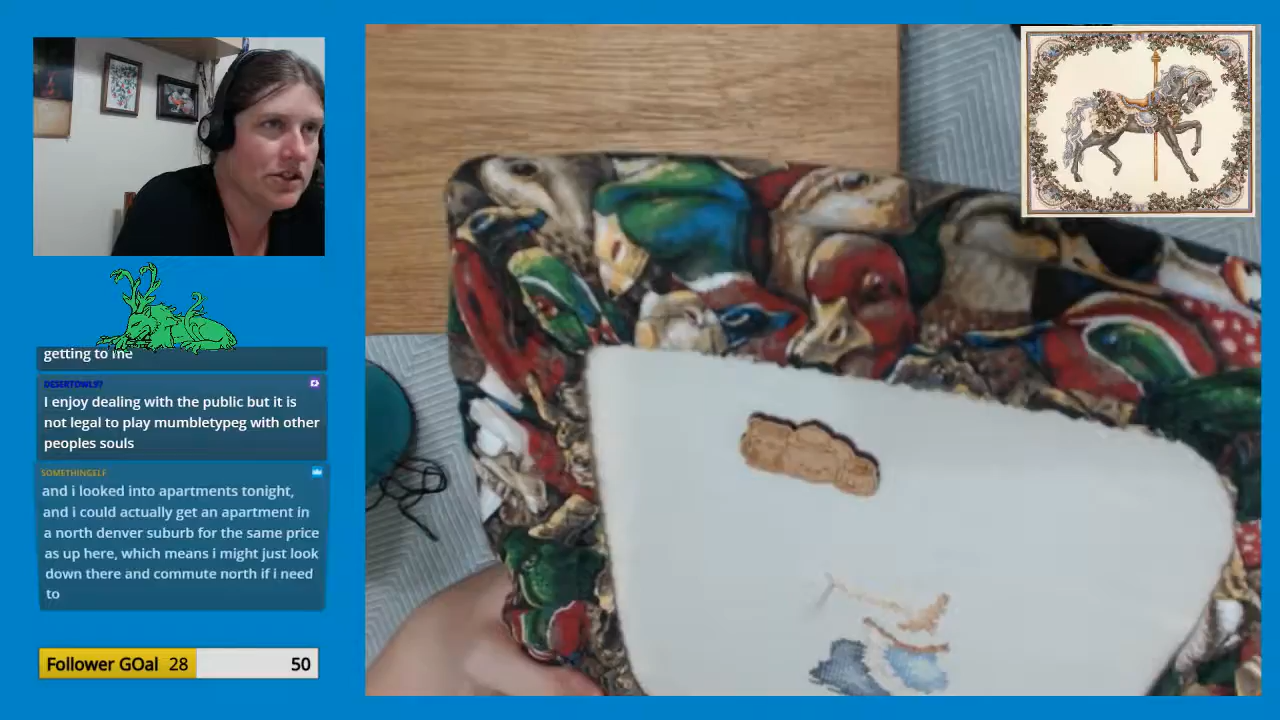 getting to me
DESERTOWL97
I enjoy dealing with the public but it is
not legal to play mumbletypeg with other
peoples souls
SOMETHINGELF
and i looked into apartments tonight,
and i could actually get an apartment in
a north denver suburb for the same price
as up here, which means i might just look
down there and commute north if i need
to
Follower GOal 28 50